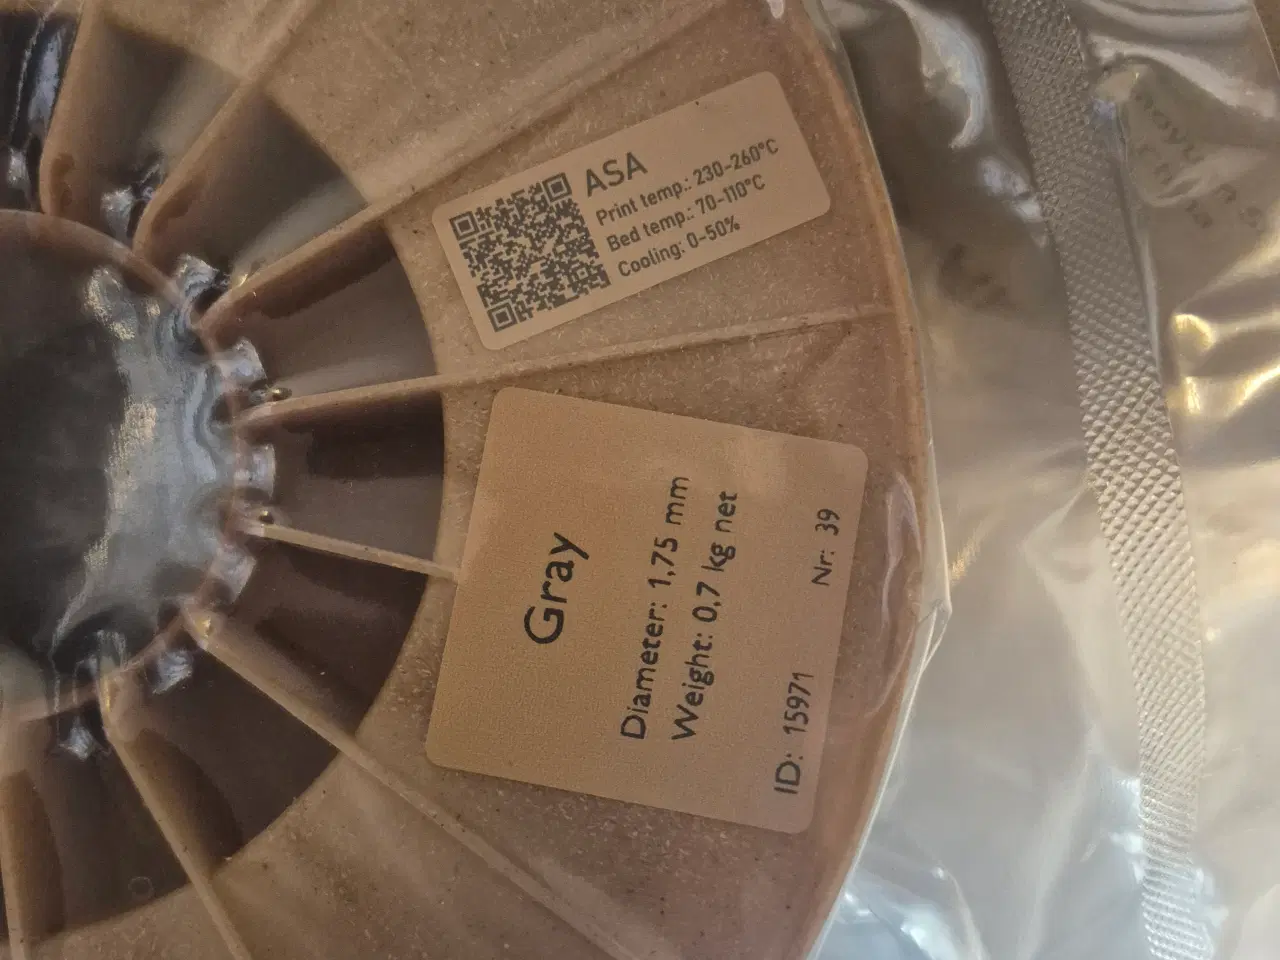 ASA
Print temp.: 230-260°C
Bed temp.: 70-110°C
Cooling: 0-50%
Gray
Diameter: 1,75 mm
Weight: 0,7 kg net
ID: 15971
Nr: 39